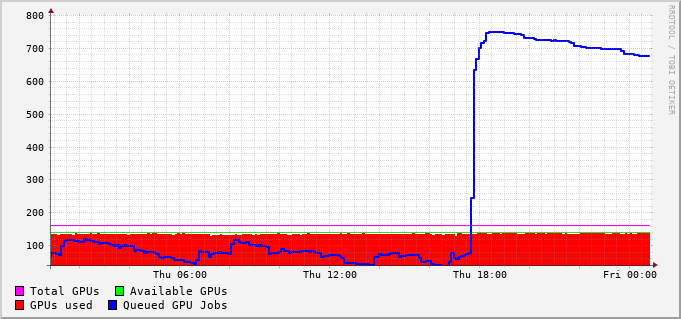 800
700
600
500
400
300
200
100
Thu 06:00 Thu 12:00 Thu 18:00 Fri 00:00
Total GPUs Available GPUs
GPUs used Queued GPU Jobs
RRDTOOL / TOBI OETIKER